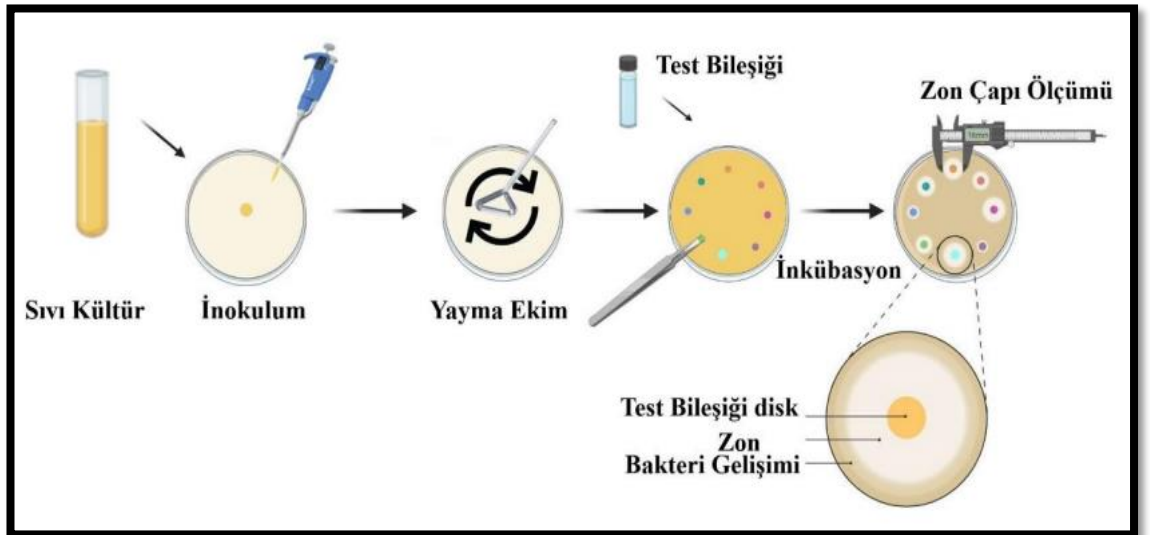 Test Bileşiği
Zon Çapı Ölçümü
Sıvı Kültür
İnokulum
Yayma Ekim
İnkübasyon
Test Bileşiği disk
Zon
Bakteri Gelişimi